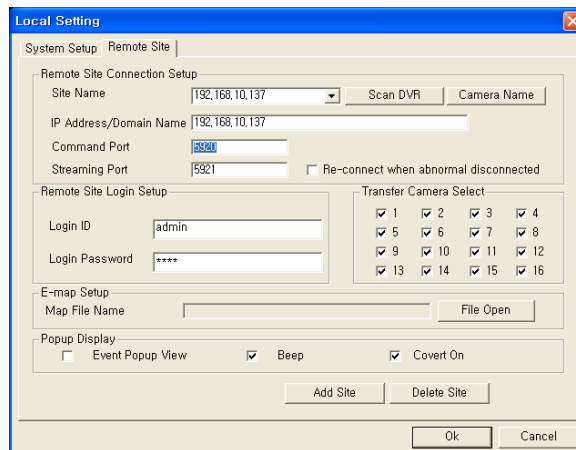 Local Setting
System Setup Remote Site
Remote Site Connection Setup
Site Name 192,168,10,137 Scan DVR Camera Name
IP Address/Domain Name 192,168,10,137
Command Port 5920
Streaming Port 5921 Re-connect when abnormal disconnected
Remote Site Login Setup Transfer Camera Select
1 2 3 4
Login ID admin
5 6 7 8
9 10 11 12
Login Password ****
13 14 15 16
E-map Setup
Map File Name File Open
Popup Display
Event Popup View Beep Covert On
Add Site Delete Site
Ok Cancel